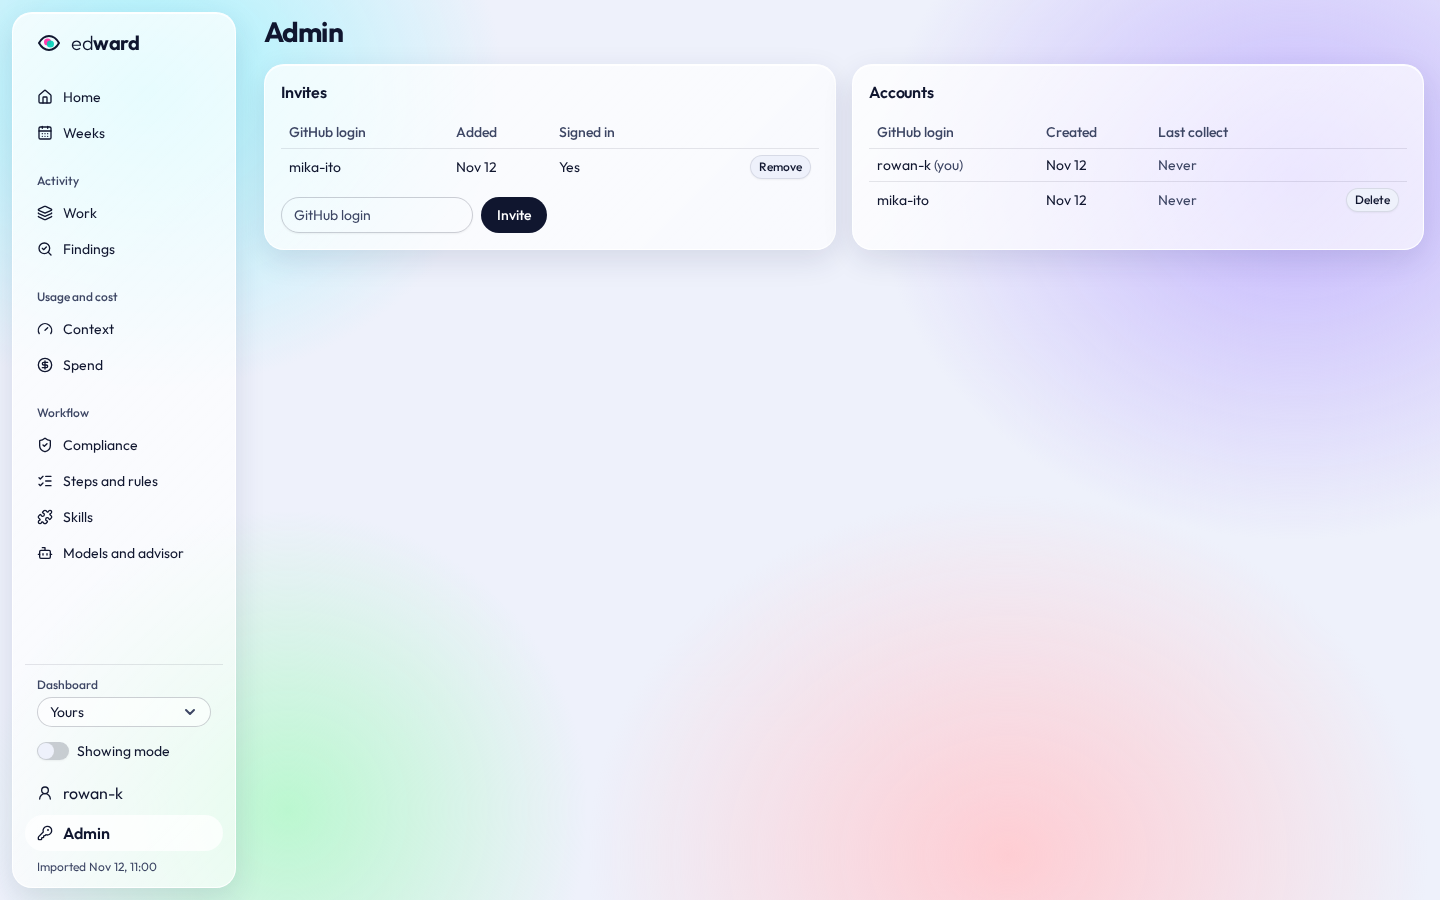 edward
Home
Weeks
Activity
Work
Findings
Usage and cost
Context
Spend
Workflow
Compliance
Steps and rules
Skills
Models and advisor
Dashboard
Yours
Showing mode
rowan-k
Admin
Imported Nov 12, 11:00
Admin
Invites
GitHub login Added Signed in
mika-ito Nov 12 Yes Remove
GitHub login Invite
Accounts
GitHub login Created Last collect
rowan-k (you) Nov 12 Never
mika-ito Nov 12 Never Delete